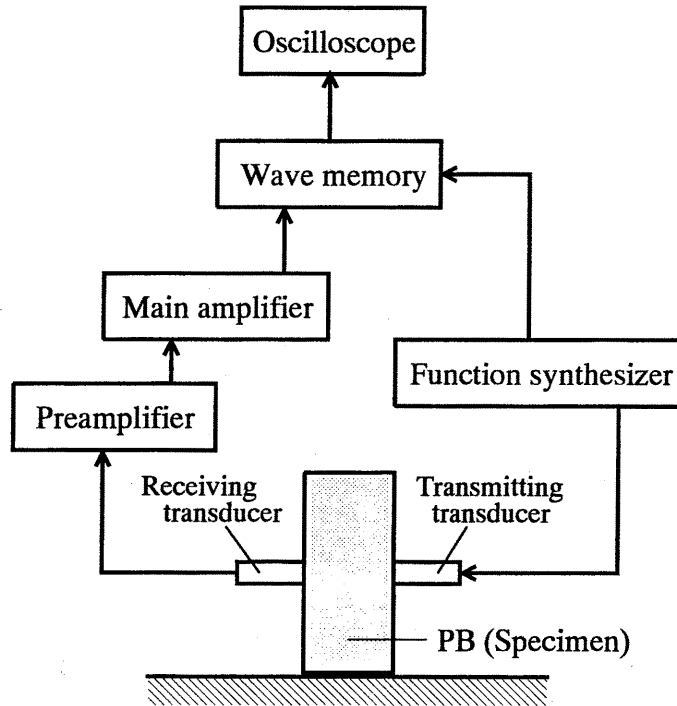 Oscilloscope
Wave memory
Main amplifier
Function synthesizer
Preamplifier
Receiving
transducer
Transmitting
transducer
PB (Specimen)